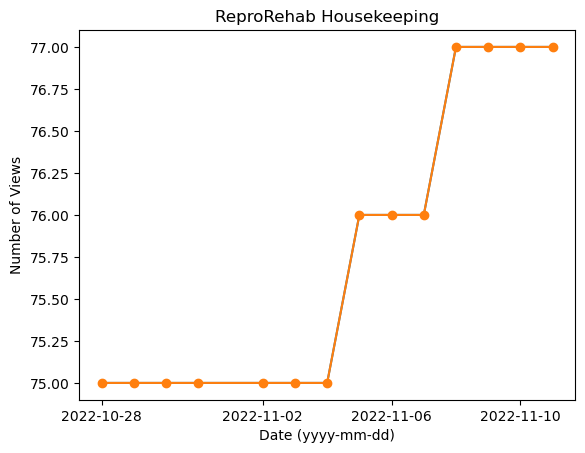 ReproRehab Housekeeping
Number of Views
77.00
76.75
76.50
76.25
76.00
75.75
75.50
75.25
75.00
2022-10-28 2022-11-02 2022-11-06 2022-11-10
Date (yyyy-mm-dd)